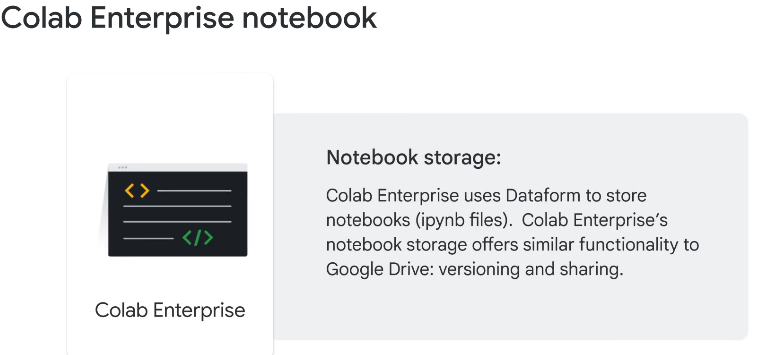 Colab Enterprise notebook
Notebook storage:
Colab Enterprise uses Dataform to store
notebooks (ipynb files).  Colab Enterprise’s
notebook storage offers similar functionality to
Google Drive: versioning and sharing.
< >
</>
Colab Enterprise